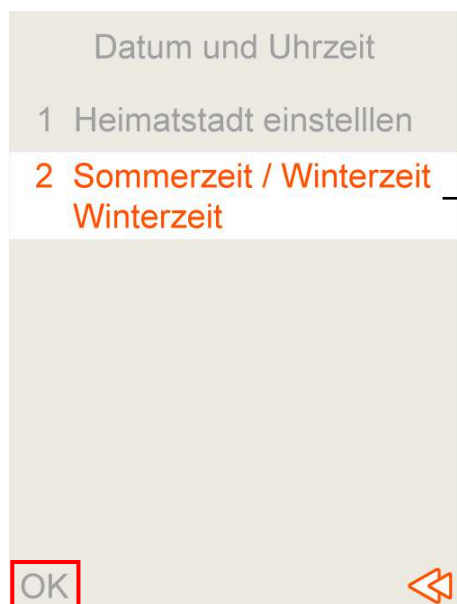 Datum und Uhrzeit
1 Heimatstadt einstelllen
2 Sommerzeit / Winterzeit
Winterzeit
OK